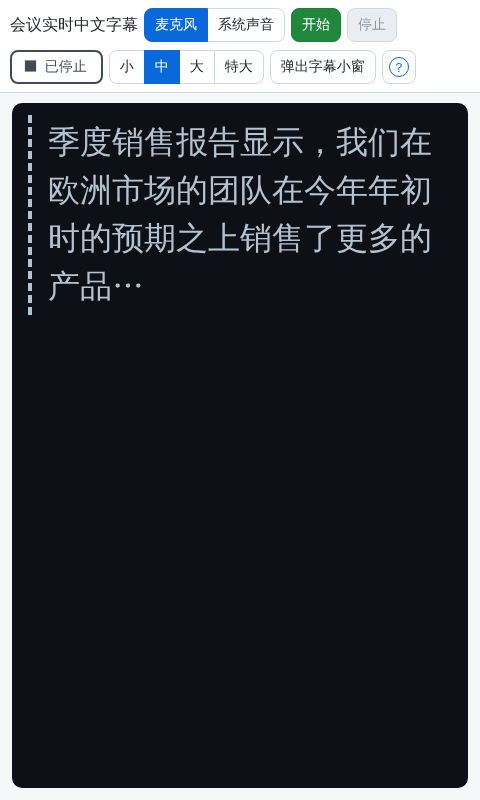 会议实时中文字幕 麦克风 系统声音 开始 停止
已停止 小 中 大 特大 弹出字幕小窗 ?
季度销售报告显示，我们在
欧洲市场的团队在今年年初
时的预期之上销售了更多的
产品…